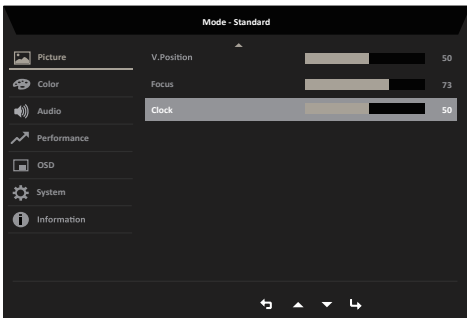 Mode - Standard
Picture
Color
Audio
Performance
OSD
System
Information
V.Position 50
Focus 73
Clock 50